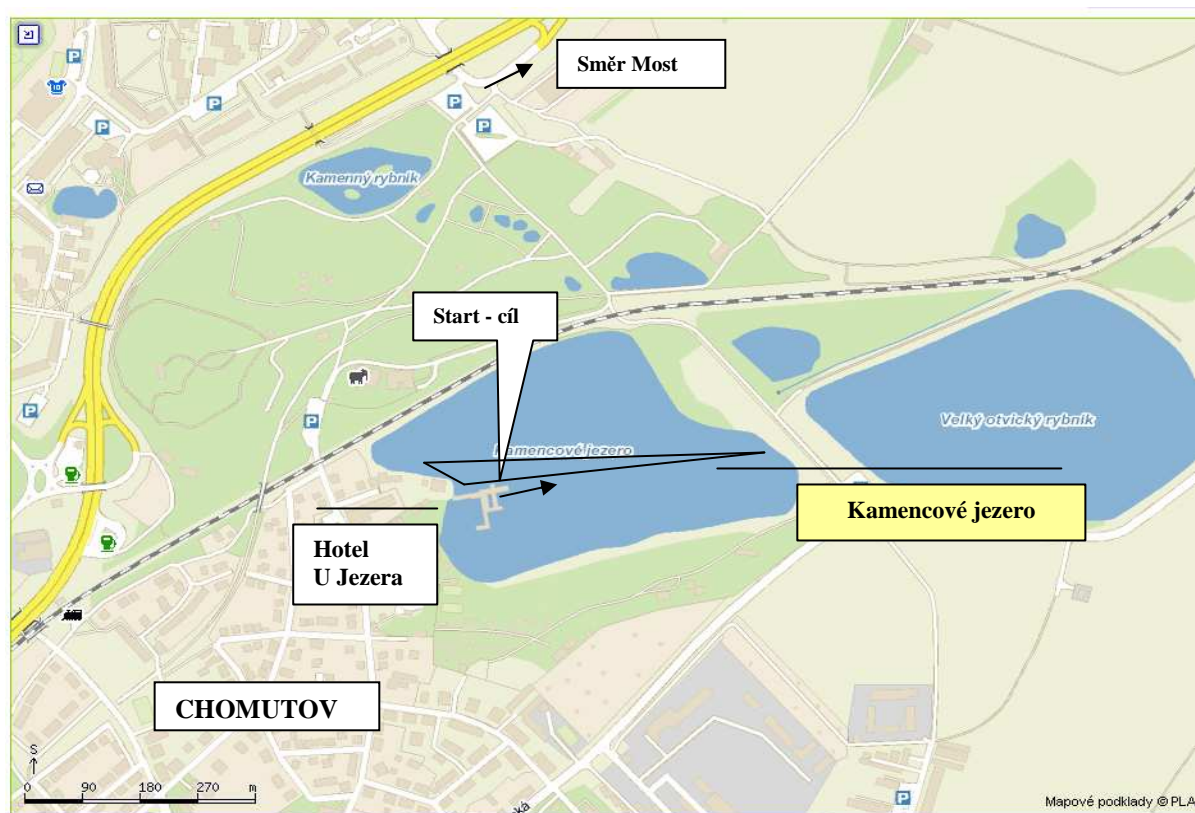 Směr Most
Kamenný rybník
Start - cíl
Kamencové jezero
Velký otvický rybník
Kamencové jezero
Hotel
U Jezera
CHOMUTOV
S
0 90 180 270 m
Mapové podklady © PLA